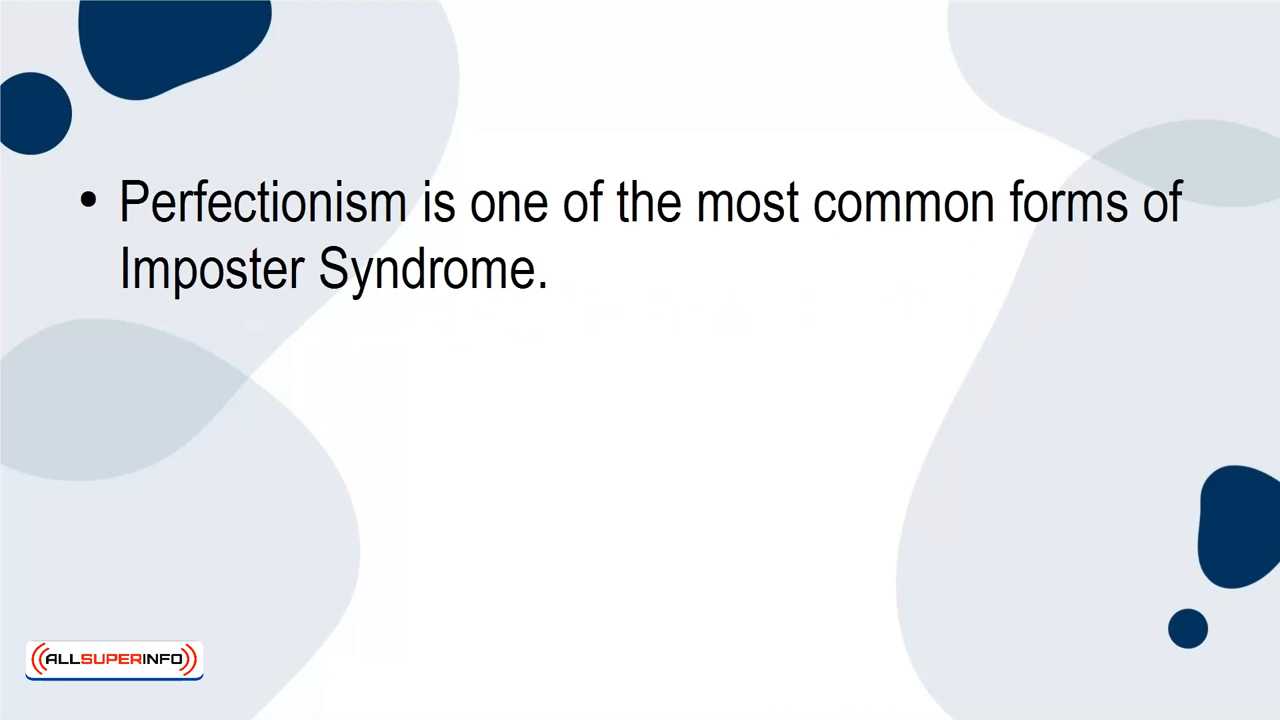 • Perfectionism is one of the most common forms of
Imposter Syndrome.
ALLSUPERINFO